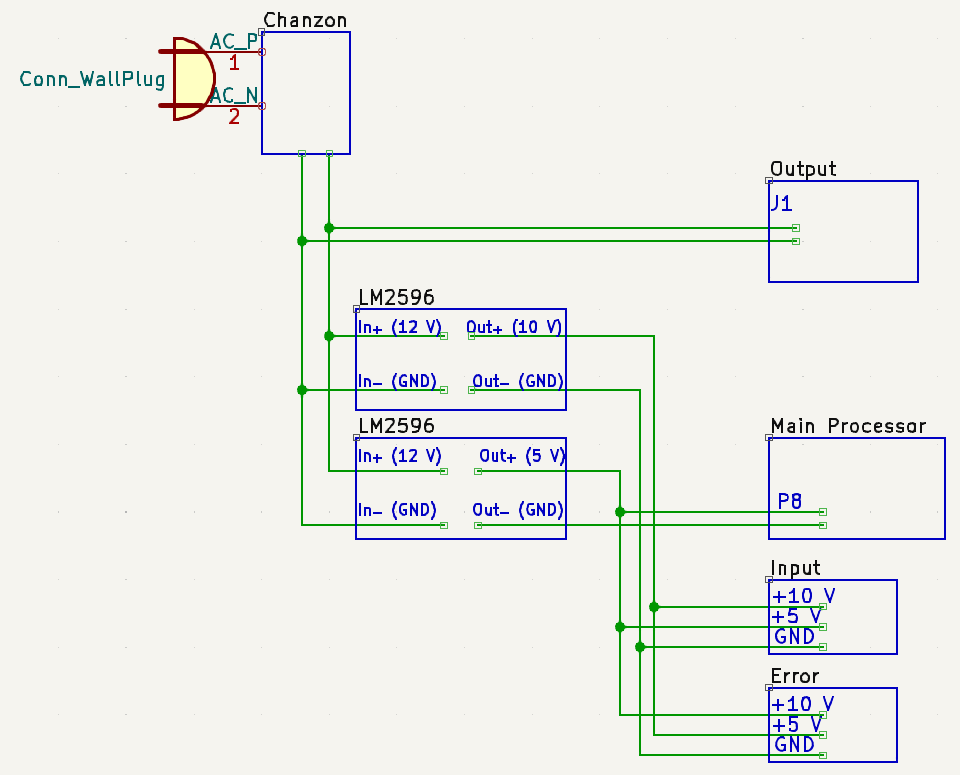 Chanzon
AC_P
1
Conn_WallPlug
AC_N
2
Output
J1
LM2596
In+ (12 V)
Out+ (10 V)
In- (GND)
Out- (GND)
LM2596
In+ (12 V)
Out+ (5 V)
In- (GND)
Out- (GND)
Main Processor
P8
Input
+10 V
+5 V
GND
Error
+10 V
+5 V
GND